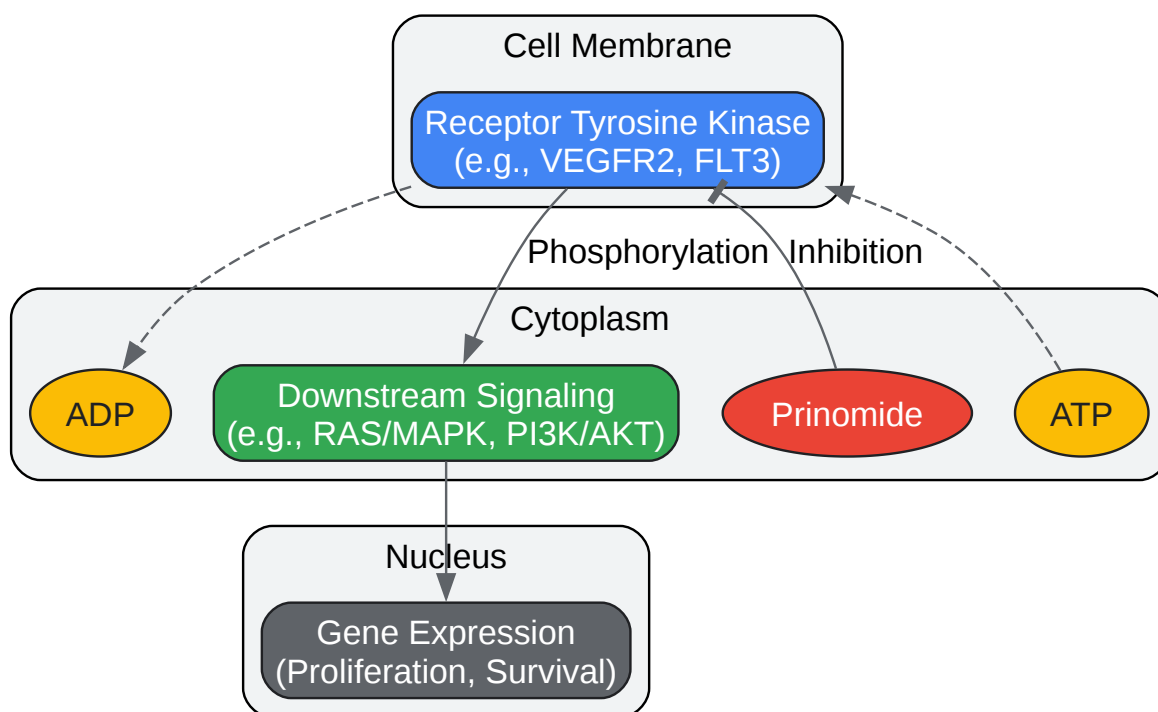 Cell Membrane
Receptor Tyrosine Kinase
(e.g., VEGFR2, FLT3)
Phosphorylation
Inhibition
Cytoplasm
ADP
Downstream Signaling
(e.g., RAS/MAPK, PI3K/AKT)
Prinomide
ATP
Nucleus
Gene Expression
(Proliferation, Survival)